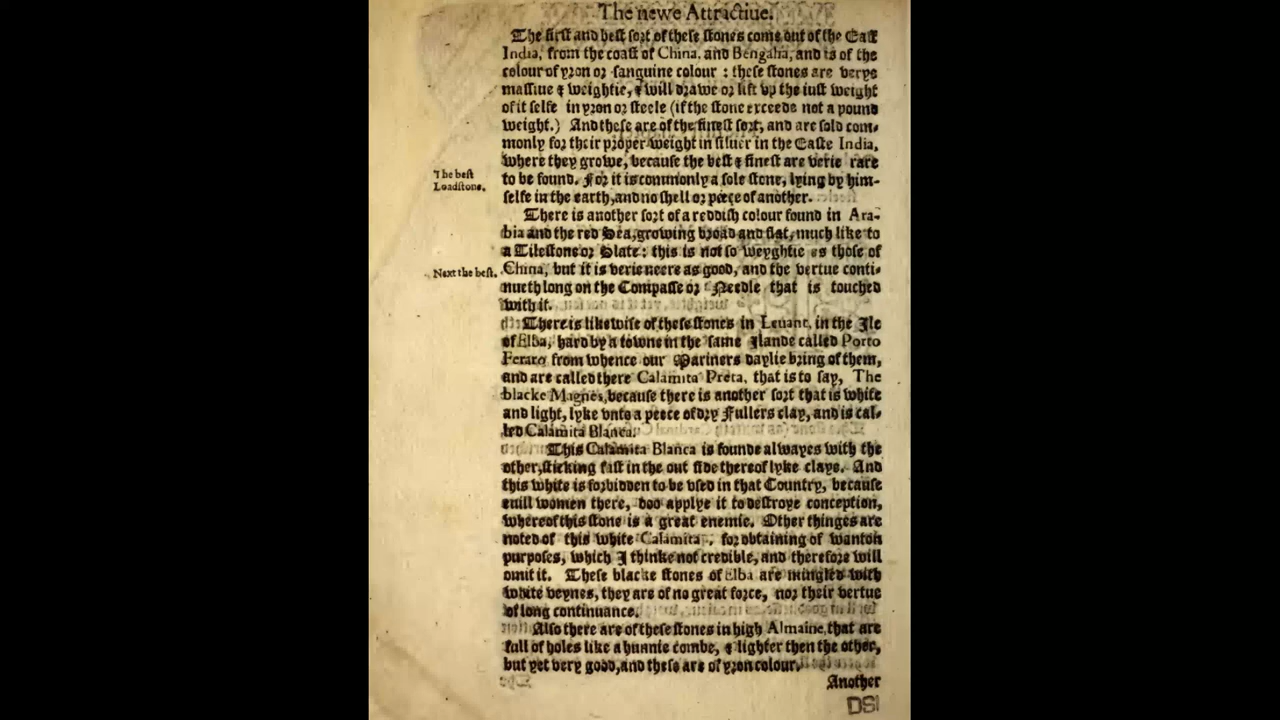 The newe Attractiue.
The first and best sort of these stones come out of the East
India, from the coast of China, and Bengalia, and is of the
colour of yron or sanguine colour : these stones are verye
massiue & weightie, & will drawe or lift vp the iust weight
of it selfe in yron or steele (if the stone exceede not a pound
weight.) And these are of the finest sort, and are sold com-
monly for their proper weight in siluer in the Easte India,
where they growe, because the best & finest are verie rare
to be found. For it is commonly a sole stone, lying by him-
selfe in the earth, and no shell or peece of another.
The best
Loadstone.
There is another sort of a reddish colour found in Ara-
bia and the red Sea, growing broad and flat, much like to
a Tilestone or Slate : this is not so weyghtie as those of
China, but it is verie neere as good, and the vertue conti-
nueth long on the Compasse or Needle that is touched
with it.
Next the best.
There is likewise of these stones in Leuant, in the Ile
of Elba, hard by a towne in the same Ilande called Porto
Feraro from whence our Mariners daylie bring of them,
and are called there Calamita Preta, that is to say, The
blacke Magnes, because there is another sort that is white
and light, lyke vnto a peece of dry Fullers clay, and is cal-
led Calamita Blanca.
This Calamita Blanca is founde alwayes with the
other, sticking fast in the out side thereof lyke claye. And
this white is forbidden to be vsed in that Country, because
euill women there, doo applye it to destroye conception,
whereof this stone is a great enemie. Other thinges are
noted of this white Calamita, for obtaining of wanton
purposes, which I thinke not credible, and therefore will
omit it. These blacke stones of Elba are mingled with
white veynes, they are of no great force, nor their vertue
of long continuance.
Also there are of these stones in high Almaine, that are
full of holes like a hunnie combe, & lighter then the other,
but yet very good, and these are of yron colour.
Another
DSI